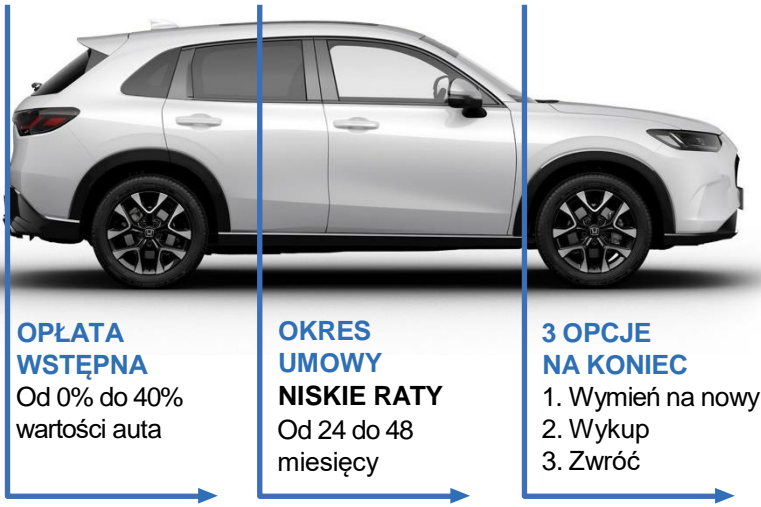 OPŁATA
WSTĘPNA
Od 0% do 40%
wartości auta
OKRES
UMOWY
NISKIE RATY
Od 24 do 48
miesięcy
3 OPCJE
NA KONIEC
1. Wymień na nowy
2. Wykup
3. Zwróć